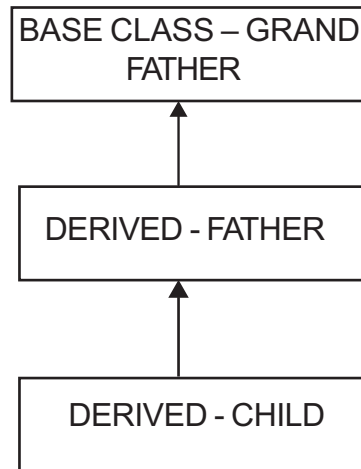 BASE CLASS – GRAND
FATHER
DERIVED - FATHER
DERIVED - CHILD